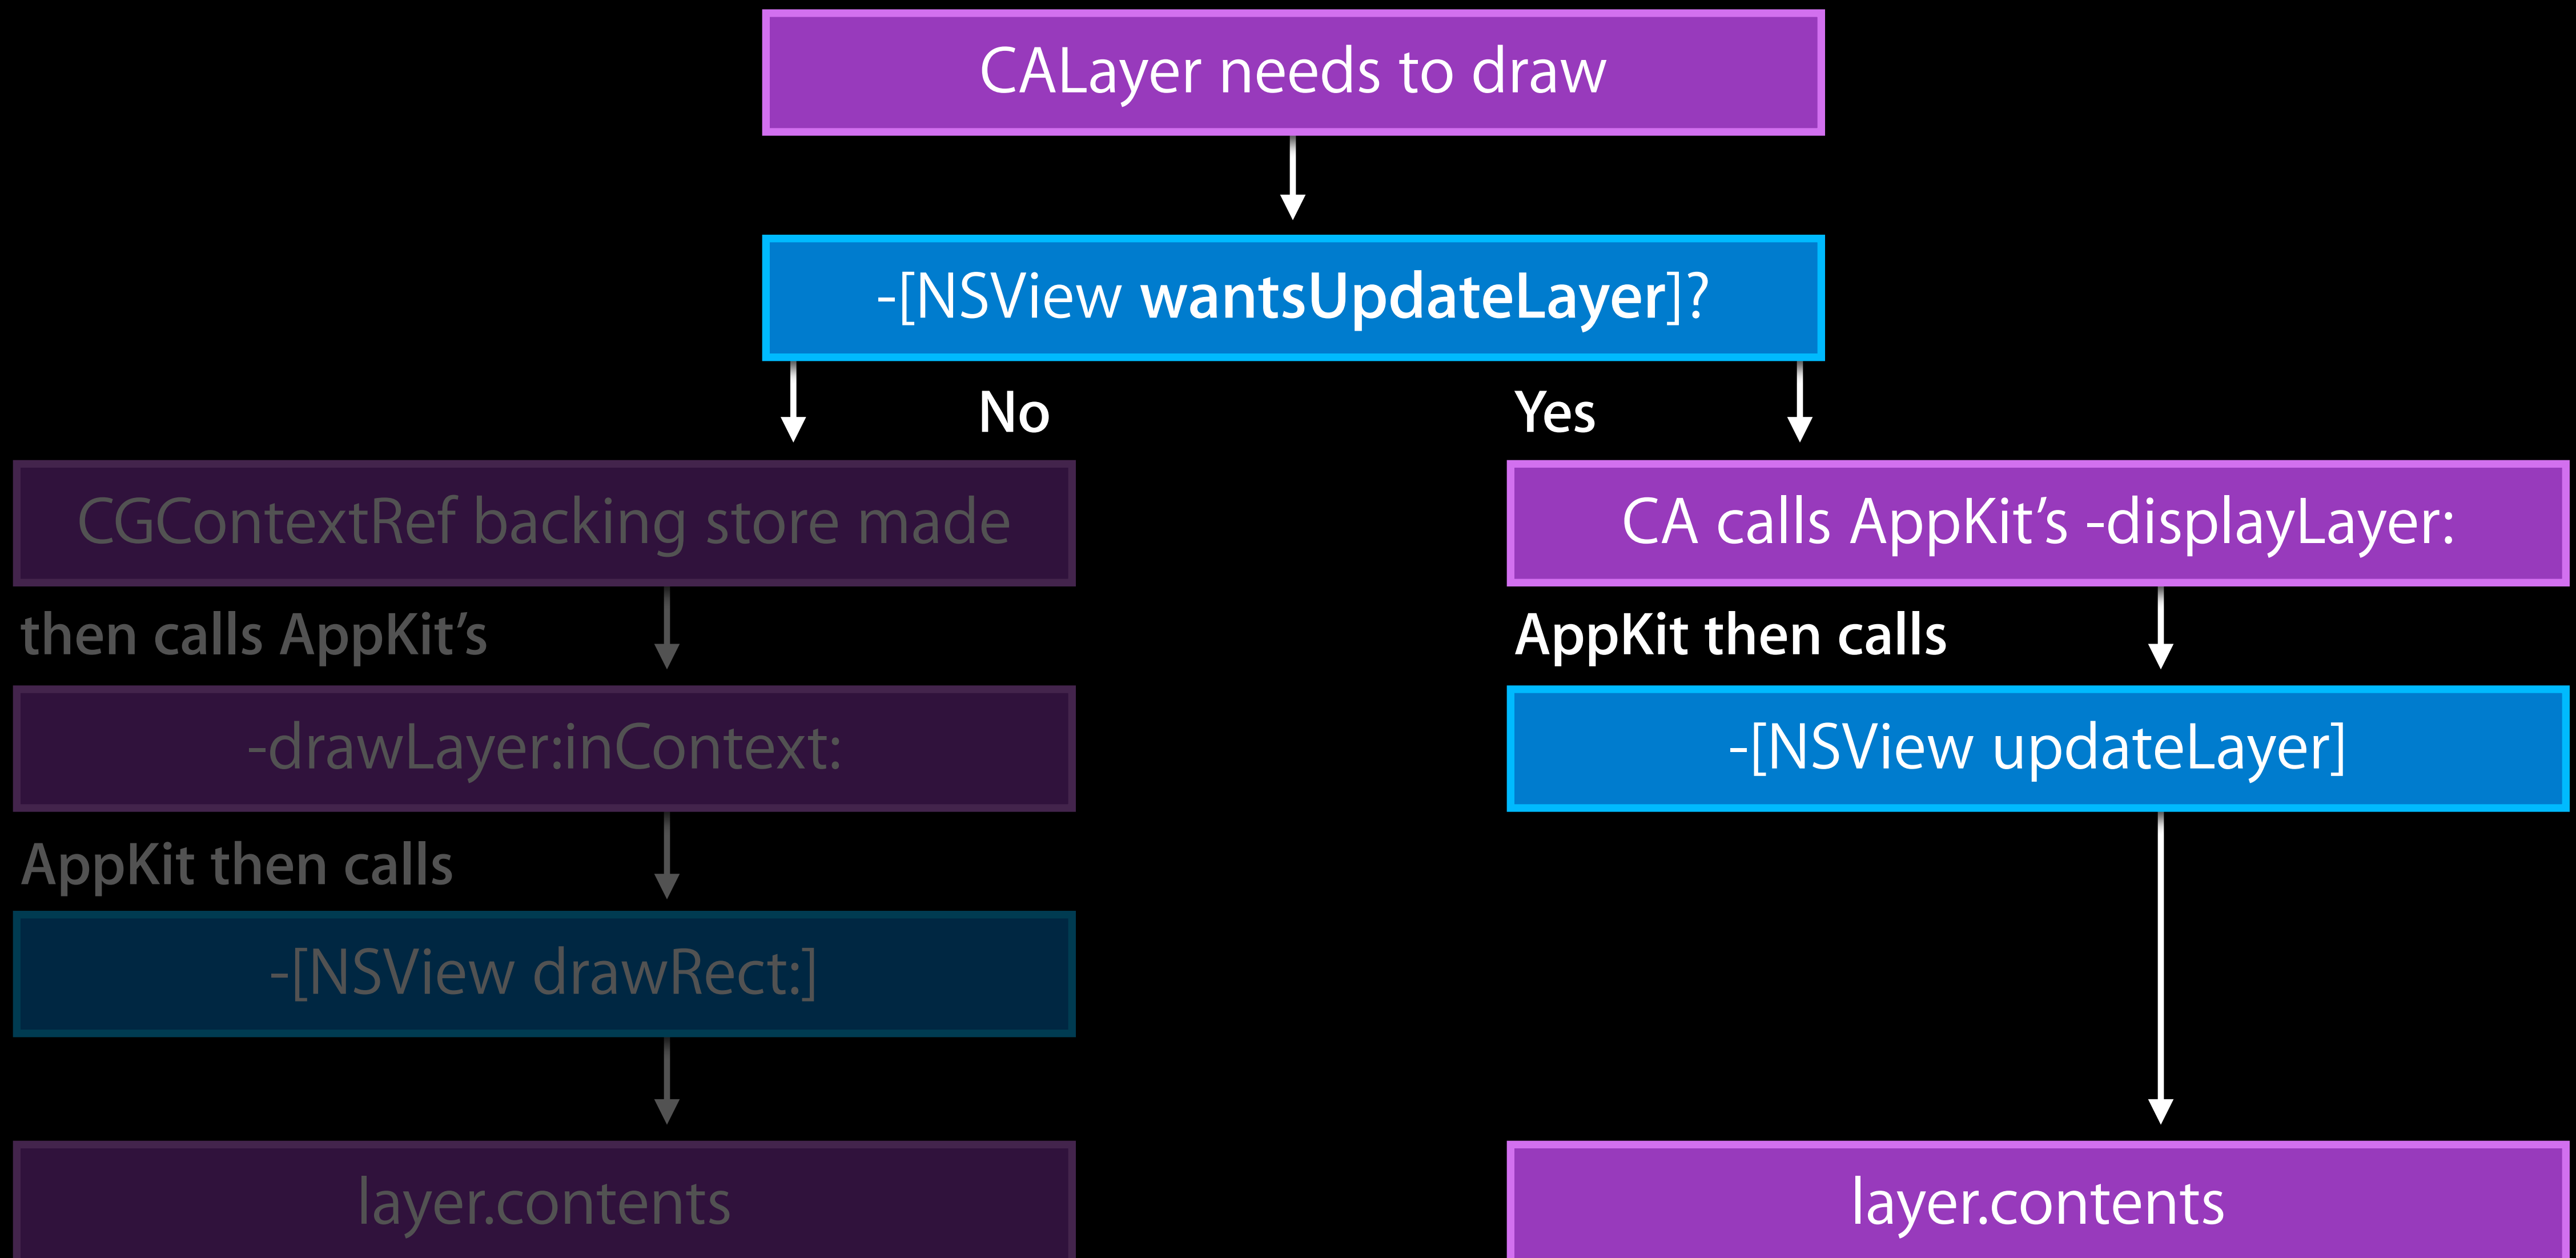 CALayer needs to draw
-[NSView wantsUpdateLayer]?
No
Yes
CGContextRef backing store made
then calls AppKit’s
-drawLayer:inContext:
AppKit then calls
-[NSView drawRect:]
layer.contents
CA calls AppKit’s -displayLayer:
AppKit then calls
-[NSView updateLayer]
layer.contents